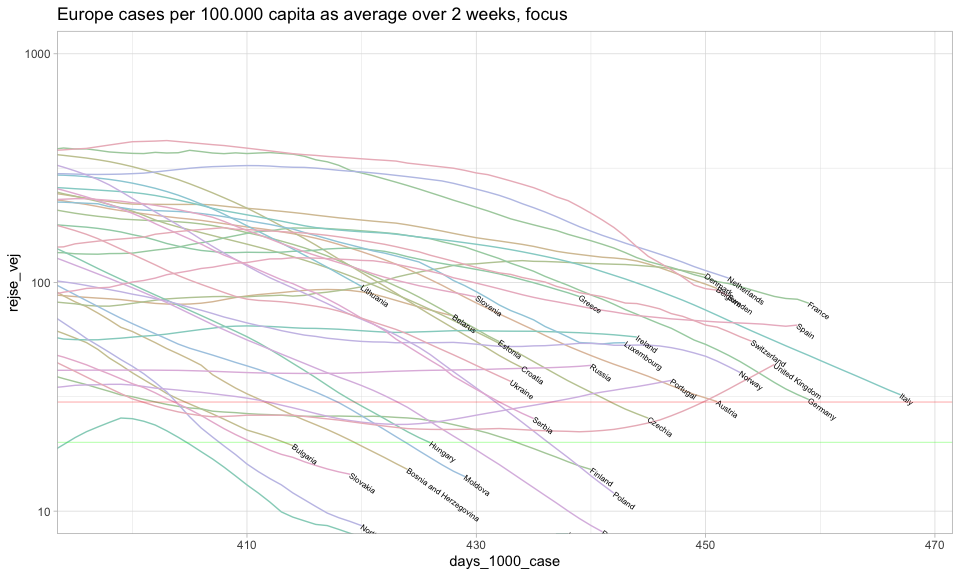 Europe cases per 100.000 capita as average over 2 weeks, focus
1000
100
10
rejse_vej
Lithuania
Slovenia
Greece
Denmark
Belgium
Sweden
Netherlands
France
Belarus
Estonia
Croatia
Ukraine
Ireland
Luxembourg
Russia
Spain
Switzerland
United Kingdom
Norway
Portugal
Austria
Germany
Italy
Serbia
Czechia
Hungary
Bulgaria
Slovakia
Bosnia and Herzegovina
Moldova
Finland
Poland
410
430
450
470
days_1000_case